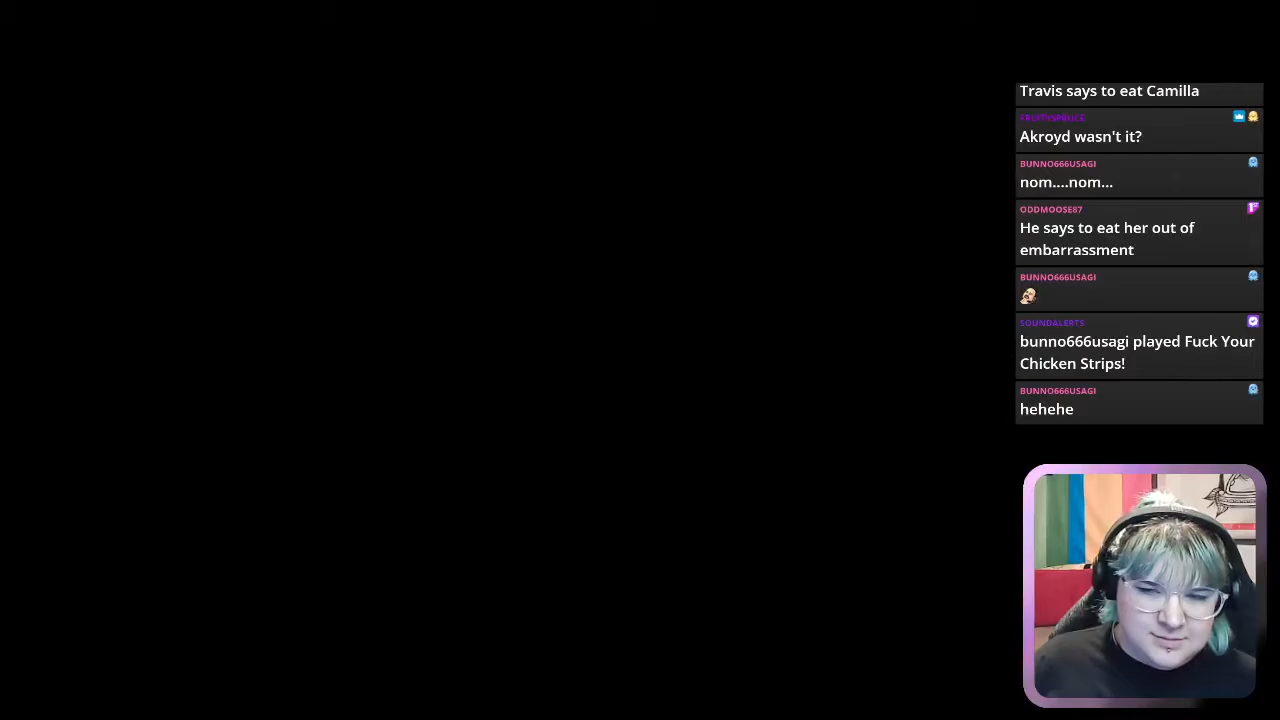 Travis says to eat Camilla
FRUITYSPRUCE
Akroyd wasn't it?
BUNNO666USAGI
nom....nom...
ODDMOOSE87
He says to eat her out of
embarrassment
BUNNO666USAGI
SOUNDALERTS
bunno666usagi played Fuck Your
Chicken Strips!
BUNNO666USAGI
hehehe